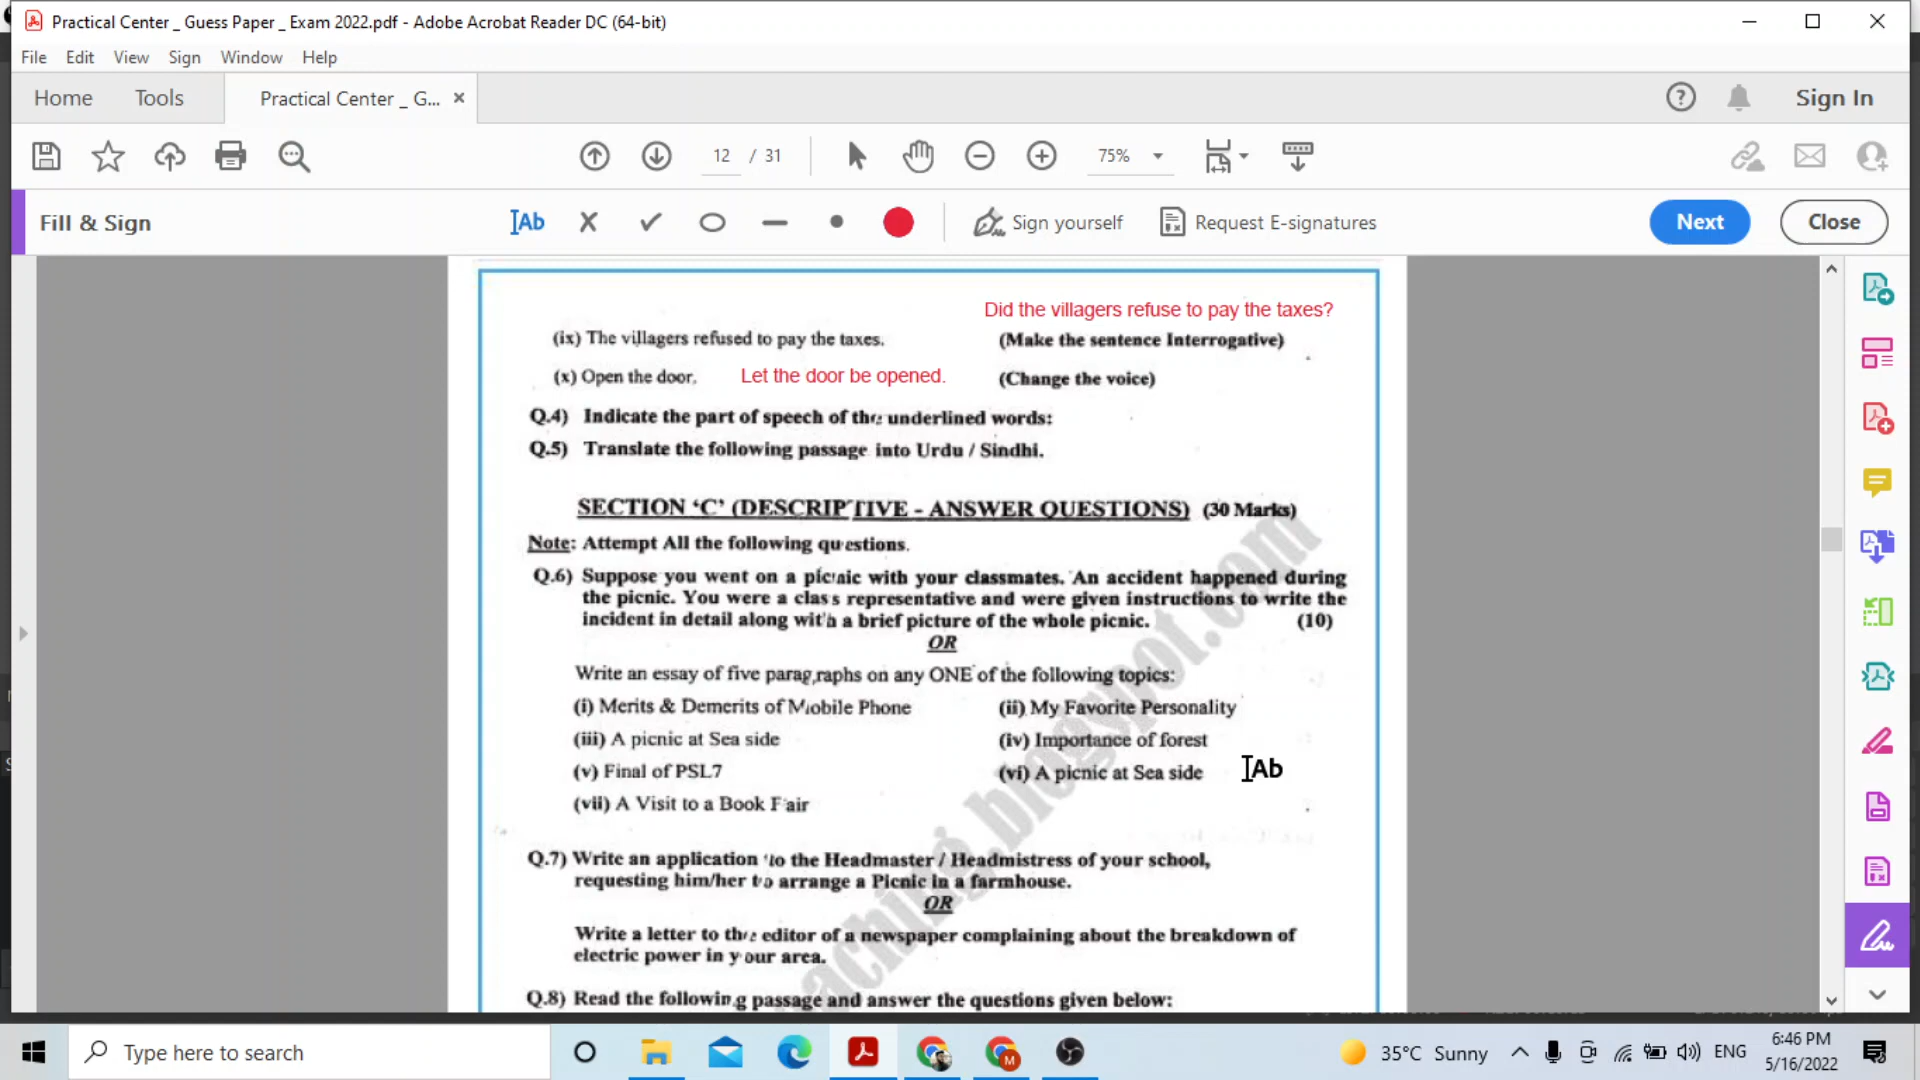 Practical Center _ Guess Paper _ Exam 2022.pdf - Adobe Acrobat Reader DC (64-bit)
File Edit View Sign Window Help
Home Tools Practical Center _ G... × Sign In
12 / 31 75%
Fill & Sign Ab Sign yourself Request E-signatures Next Close
Did the villagers refuse to pay the taxes?
(ix) The villagers refused to pay the taxes. (Make the sentence Interrogative)
(x) Open the door. Let the door be opened. (Change the voice)
Q.4) Indicate the part of speech of the underlined words:
Q.5) Translate the following passage into Urdu / Sindhi.
SECTION ‘C’ (DESCRIPTIVE - ANSWER QUESTIONS) (30 Marks)
Note: Attempt All the following questions.
Q.6) Suppose you went on a picnic with your classmates. An accident happened during
the picnic. You were a class representative and were given instructions to write the
incident in detail along with a brief picture of the whole picnic. (10)
OR
Write an essay of five paragraphs on any ONE of the following topics:
(i) Merits & Demerits of Mobile Phone (ii) My Favorite Personality
(iii) A picnic at Sea side (iv) Importance of forest
(v) Final of PSL7 (vi) A picnic at Sea side Ab
(vii) A Visit to a Book Fair
Q.7) Write an application to the Headmaster / Headmistress of your school,
requesting him/her to arrange a Picnic in a farmhouse.
OR
Write a letter to the editor of a newspaper complaining about the breakdown of
electric power in your area.
Q.8) Read the following passage and answer the questions given below:
aching.blogspot.com
Type here to search
M
35°C Sunny ENG 6:46 PM
5/16/2022